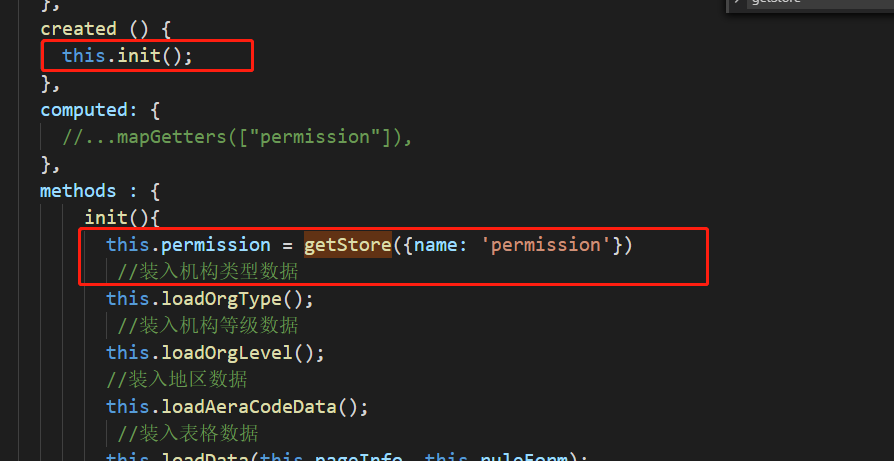 getstore
},
created () {
this.init();
},
computed: {
//...mapGetters(["permission"]),
},
methods : {
init(){
this.permission = getStore({name: 'permission'})
//装入机构类型数据
this.loadOrgType();
//装入机构等级数据
this.loadOrgLevel();
//装入地区数据
this.loadAeraCodeData();
//装入表格数据
this.loadData(this.pageInfo, this.ruleForm);